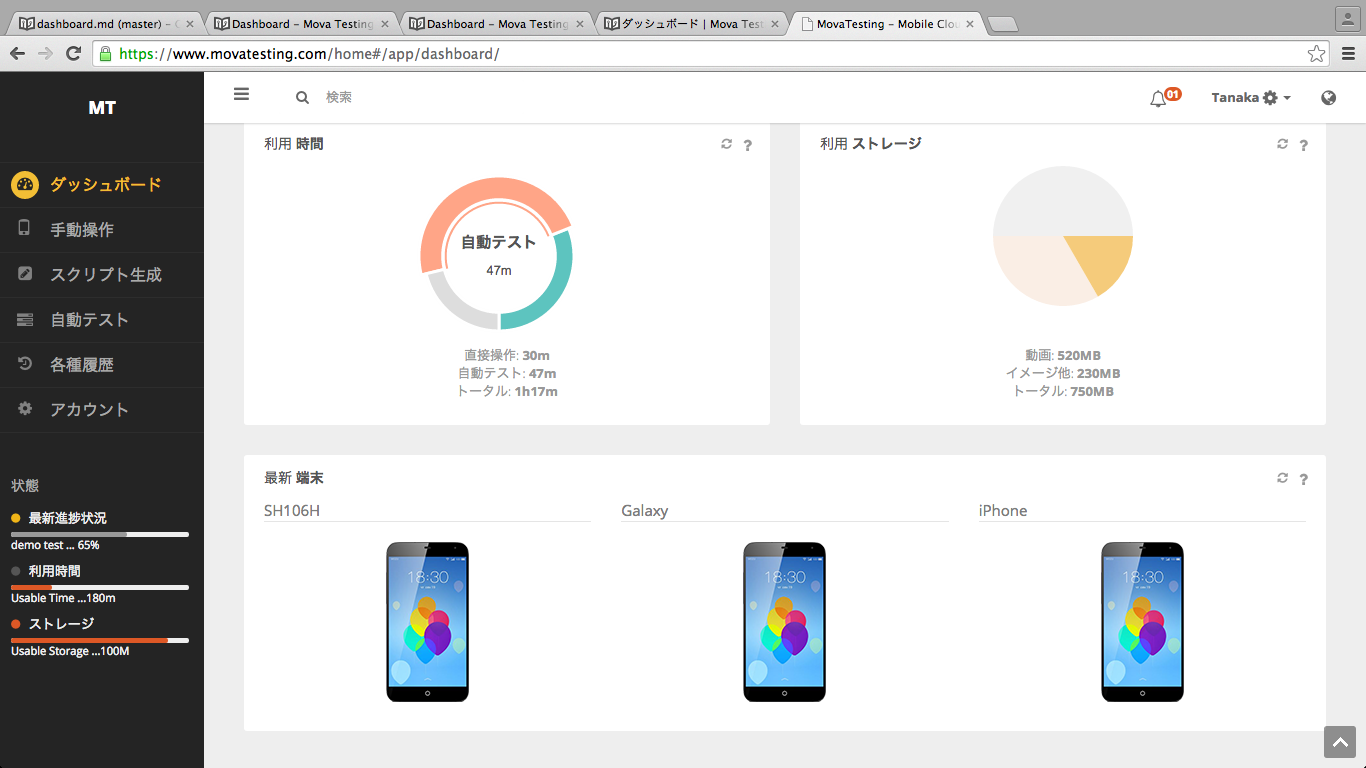 dashboard.md (master) – G
Dashboard – Mova Testing
Dashboard – Mova Testing
ダッシュボード | Mova Test
MovaTesting – Mobile Clou
https://www.movatesting.com/home#/app/dashboard/
MT
検索
01
Tanaka
ダッシュボード
手動操作
スクリプト生成
自動テスト
各種履歴
アカウント
状態
最新進捗状況
demo test ... 65%
利用時間
Usable Time ...180m
ストレージ
Usable Storage ...100M
利用 時間
?
自動テスト
47m
直接操作: 30m
自動テスト: 47m
トータル: 1h17m
利用 ストレージ
?
動画: 520MB
イメージ他: 230MB
トータル: 750MB
最新 端末
?
SH106H
Galaxy
iPhone
18:30
18:30
18:30